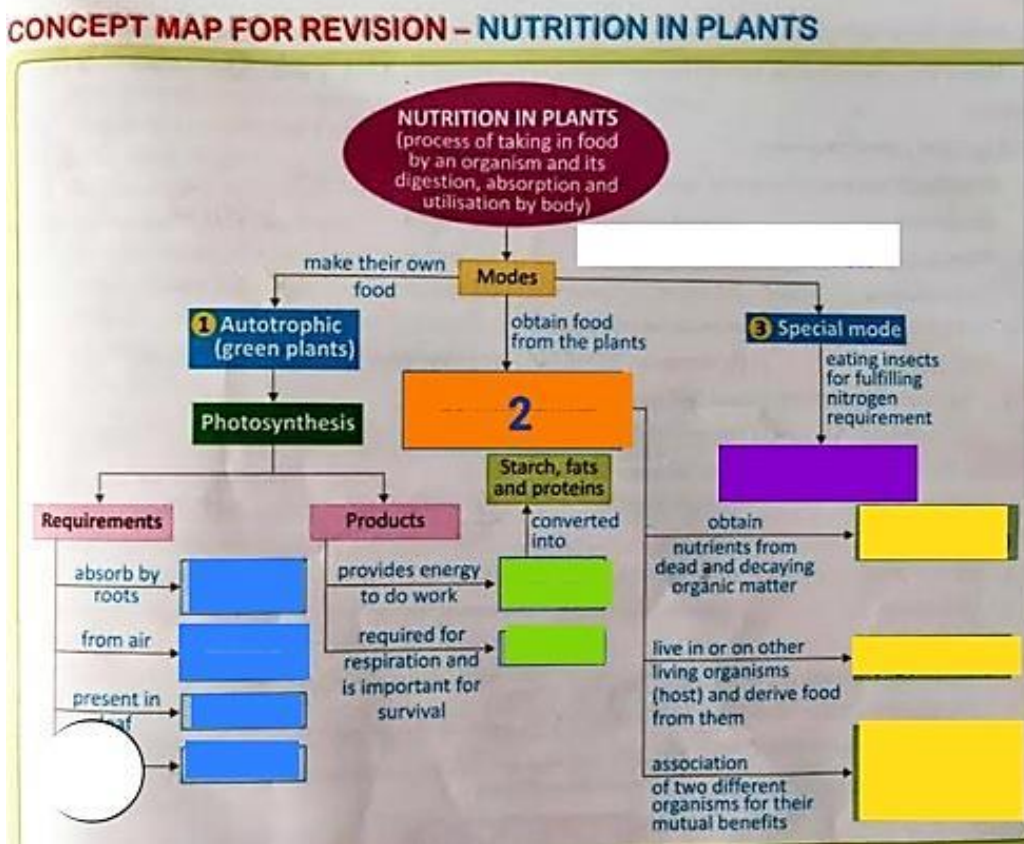 CONCEPT MAP FOR REVISION – NUTRITION IN PLANTS
NUTRITION IN PLANTS
(process of taking in food
by an organism and its
digestion, absorption and
utilisation by body)
make their own
food
Modes
obtain food
from the plants
1 Autotrophic
(green plants)
3 Special mode
eating insects
for fulfilling
nitrogen
requirement
Photosynthesis
2
Starch, fats
and proteins
converted
into
Requirements
Products
absorb by
roots
from air
present in
provides energy
to do work
required for
respiration and
is important for
survival
obtain
nutrients from
dead and decaying
organic matter
live in or on other
living organisms
(host) and derive food
from them
association
of two different
organisms for their
mutual benefits